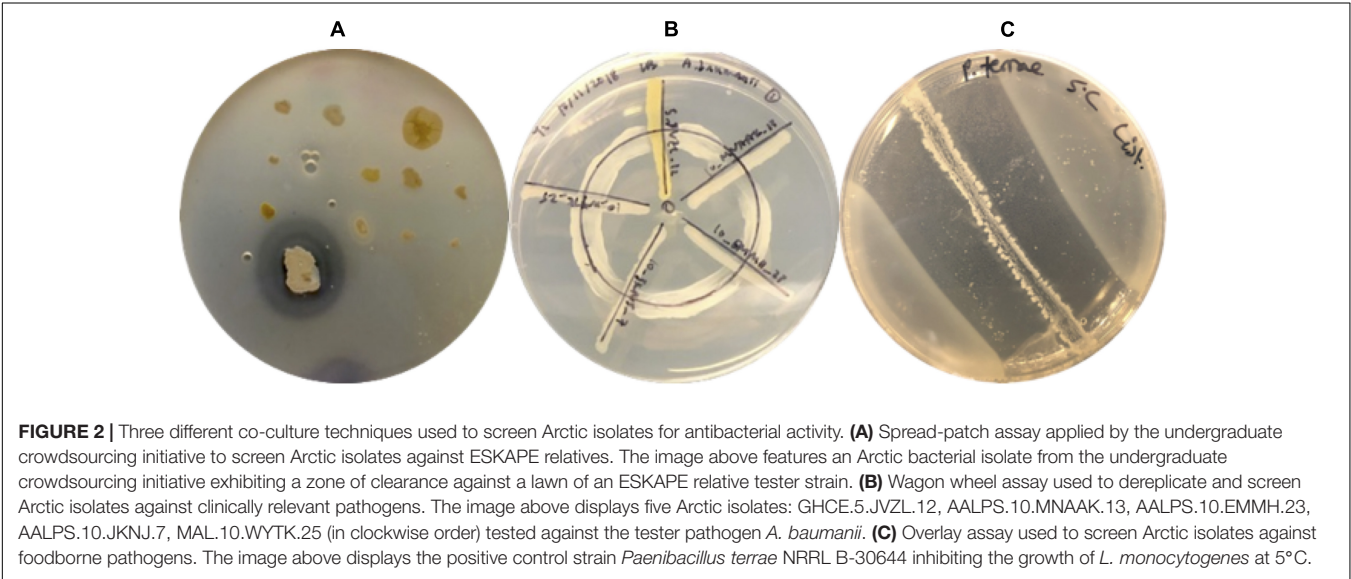 A
B
C
P. terrae
5°C
FIGURE 2 | Three different co-culture techniques used to screen Arctic isolates for antibacterial activity. (A) Spread-patch assay applied by the undergraduate
crowdsourcing initiative to screen Arctic isolates against ESKAPE relatives. The image above features an Arctic bacterial isolate from the undergraduate
crowdsourcing initiative exhibiting a zone of clearance against a lawn of an ESKAPE relative tester strain. (B) Wagon wheel assay used to dereplicate and screen
Arctic isolates against clinically relevant pathogens. The image above displays five Arctic isolates: GHCE.5.JVZL.12, AALPS.10.MNAAK.13, AALPS.10.EMMH.23,
AALPS.10.JKNJ.7, MAL.10.WYTK.25 (in clockwise order) tested against the tester pathogen A. baumanii. (C) Overlay assay used to screen Arctic isolates against
foodborne pathogens. The image above displays the positive control strain Paenibacillus terrae NRRL B-30644 inhibiting the growth of L. monocytogenes at 5°C.